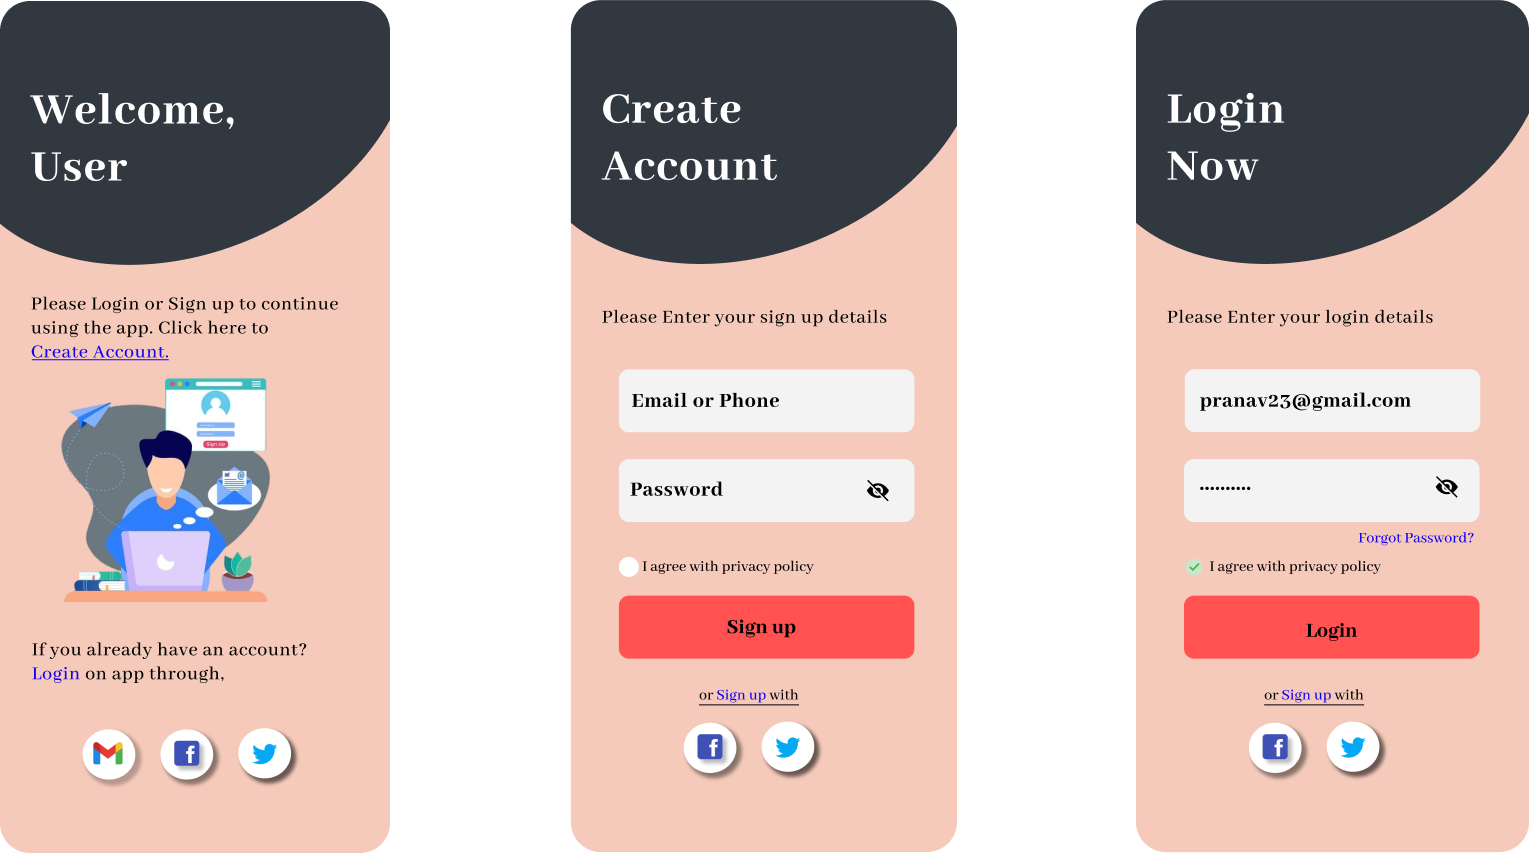 Welcome,
User
Please Login or Sign up to continue
using the app. Click here to
Create Account.
Sign Up
If you already have an account?
Login on app through,
Create
Account
Please Enter your sign up details
Email or Phone
Password
I agree with privacy policy
Sign up
or Sign up with
Login
Now
Please Enter your login details
pranav23@gmail.com
••••••••••
Forgot Password?
I agree with privacy policy
Login
or Sign up with